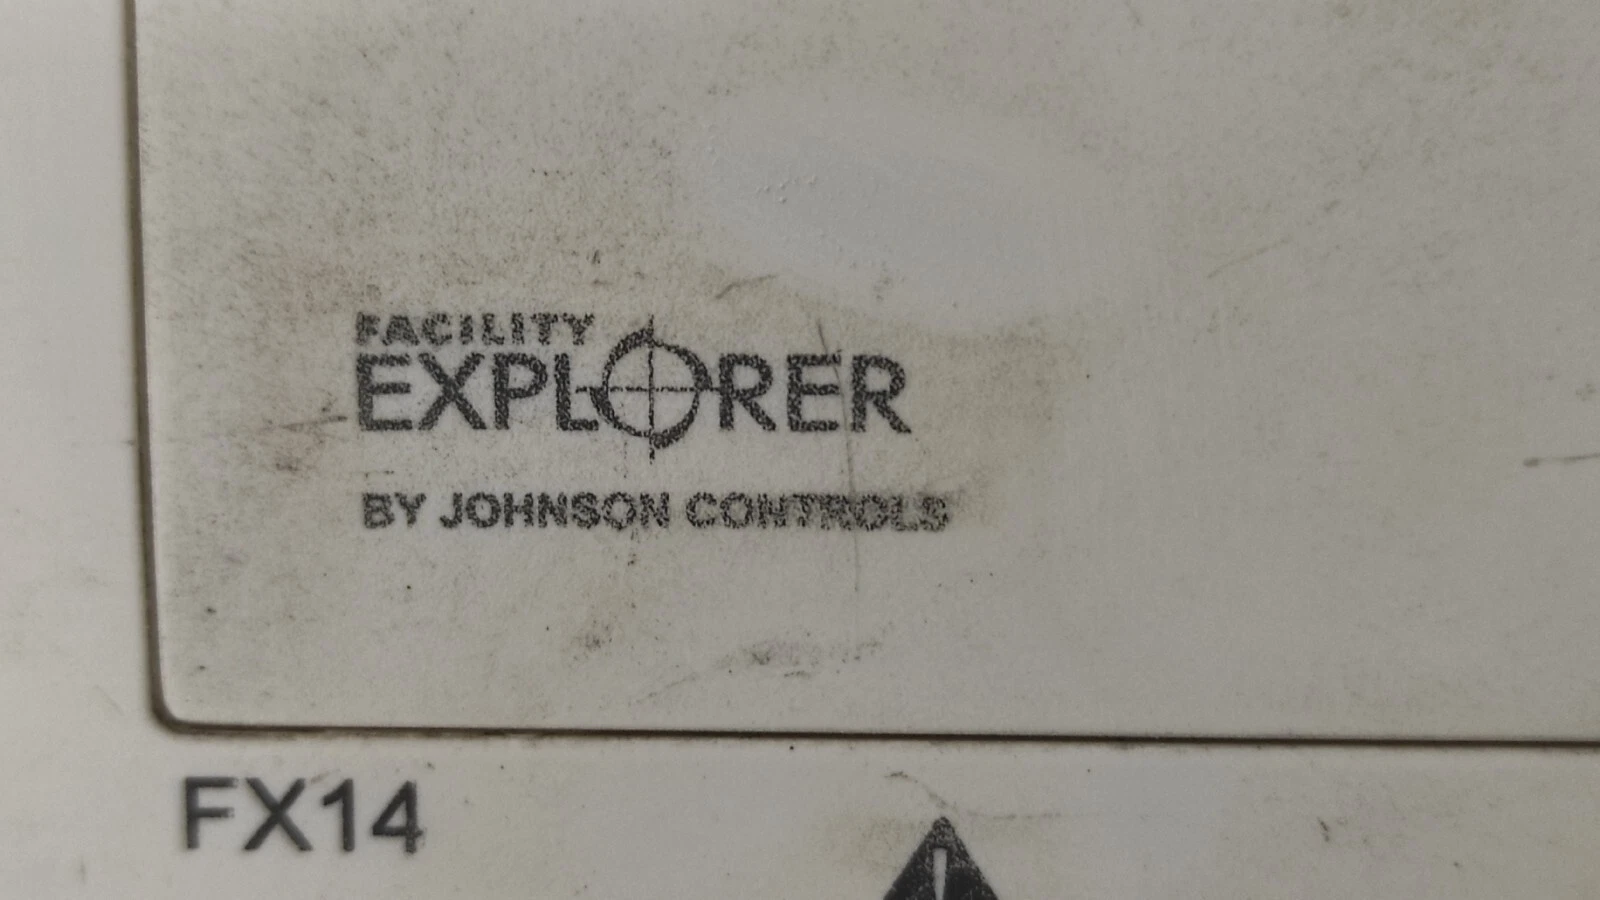 FACILITY
EXPLORER
BY JOHNSON CONTROLS
FX14